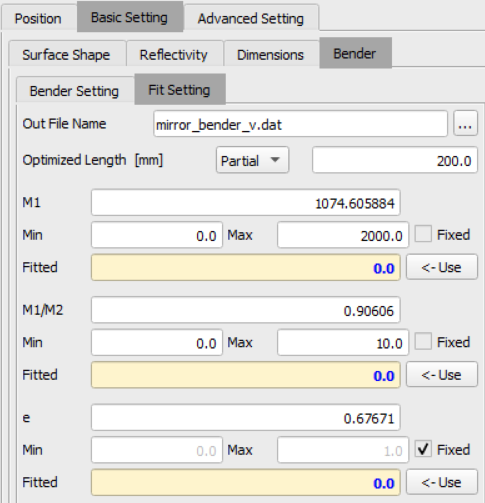 Position Basic Setting Advanced Setting
Surface Shape Reflectivity Dimensions Bender
Bender Setting Fit Setting
Out File Name mirror_bender_v.dat ...
Optimized Length [mm] Partial 200.0
M1 1074.605884
Min 0.0 Max 2000.0 Fixed
Fitted 0.0 <- Use
M1/M2 0.90606
Min 0.0 Max 10.0 Fixed
Fitted 0.0 <- Use
e 0.67671
Min 0.0 Max 1.0 Fixed
Fitted 0.0 <- Use